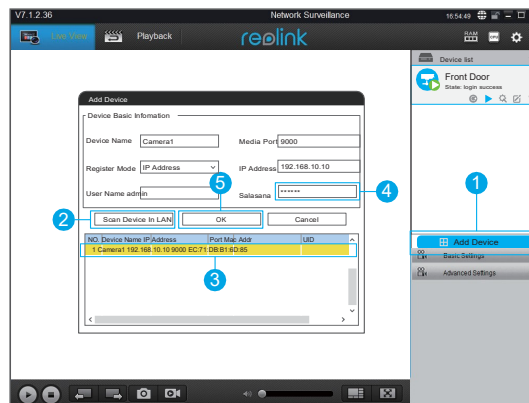 V7.1.2.36 Network Surveillance 16:54:49
Live View Playback reolink RAM CPU
Device list
Front Door
State: login success
Add Device
Device Basic Infomation
Device Name Camera1 Media Port 9000
Register Mode IP Address IP Address 192.168.10.10
User Name admin Salasana ******
5
4
1
2
Scan Device In LAN OK Cancel
NO. Device Name IP Address Port Mac Addr UID
1 Camera1 192.168.10.10 9000 EC:71:DB:B1:6D:85
3
Add Device
Basic Settings
Advanced Settings